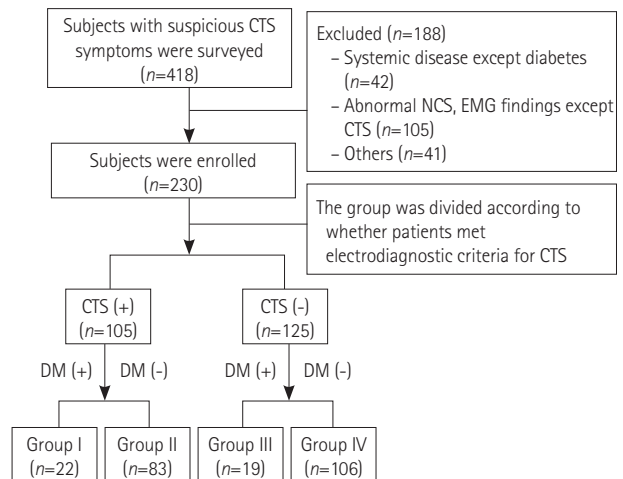 Subjects with suspicious CTS
symptoms were surveyed
(n=418)
Excluded (n=188)
– Systemic disease except diabetes
(n=42)
– Abnormal NCS, EMG findings except
CTS (n=105)
– Others (n=41)
Subjects were enrolled
(n=230)
The group was divided according to
whether patients met
electrodiagnostic criteria for CTS
CTS (+)
(n=105)
CTS (-)
(n=125)
DM (+) DM (-)
DM (+) DM (-)
Group I
(n=22)
Group II
(n=83)
Group III
(n=19)
Group IV
(n=106)